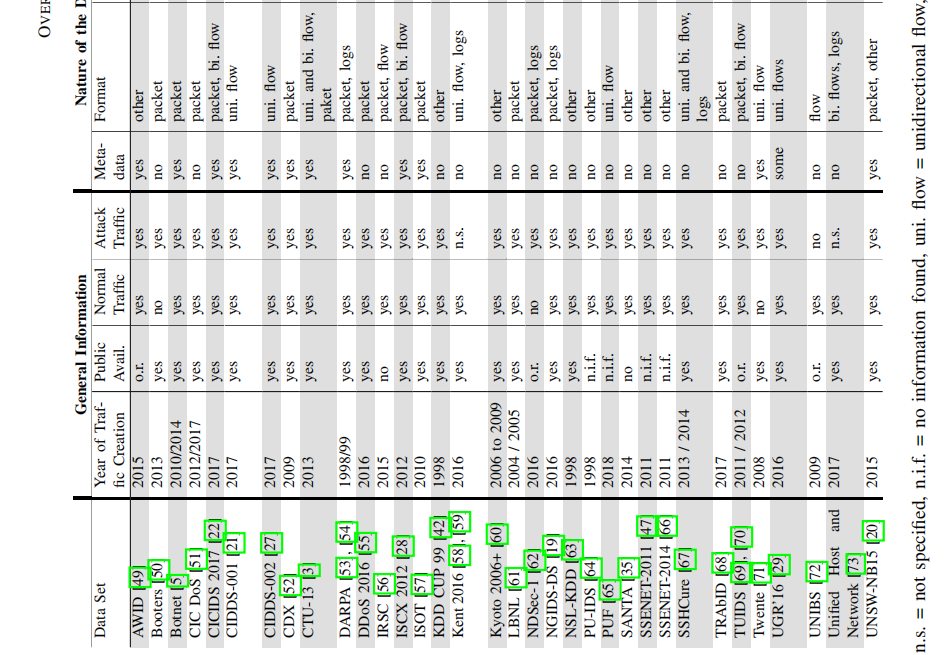 OVER
General Information Nature of the D
Data Set Year of Traf- Public Normal Attack Meta- Format
fic Creation Avail. Traffic Traffic data
AWID [49] 2015 o.r. yes yes yes other
Booters [50] 2013 yes no yes no packet
Botnet [5] 2010/2014 yes yes yes yes packet
CIC DoS [51] 2012/2017 yes yes yes no packet
CICIDS 2017 [22] 2017 yes yes yes yes packet, bi. flow
CIDDS-001 [21] 2017 yes yes yes yes uni. flow
CIDDS-002 [27] 2017 yes yes yes yes uni. flow
CDX [52] 2009 yes yes yes yes packet
CTU-13 [3] 2013 yes yes yes yes uni. and bi. flow,
paket
DARPA [53], [54] 1998/99 yes yes yes yes packet, logs
DDoS 2016 [55] 2016 yes yes yes no packet
IRSC [56] 2015 no yes yes no packet, flow
ISCX 2012 [28] 2012 yes yes yes yes packet, bi. flow
ISOT [57] 2010 yes yes yes yes packet
KDD CUP 99 [42] 1998 yes yes yes no other
Kent 2016 [58], [59] 2016 yes yes n.s. no uni. flow, logs
Kyoto 2006+ [60] 2006 to 2009 yes yes yes no other
LBNL [61] 2004 / 2005 yes yes yes no packet
NDSec-1 [62] 2016 o.r. no yes no packet, logs
NGIDS-DS [19] 2016 yes yes yes no packet, logs
NSL-KDD [63] 1998 yes yes yes no other
PU-IDS [64] 1998 n.i.f. yes yes no other
PUF [65] 2018 n.i.f. yes yes no uni. flow
SANTA [35] 2014 no yes yes no other
SSENET-2011 [47] 2011 n.i.f. yes yes no other
SSENET-2014 [66] 2011 n.i.f. yes yes no other
SSHCure [67] 2013 / 2014 yes yes yes no uni. and bi. flow,
logs
TRAbID [68] 2017 yes yes yes no packet
TUIDS [69], [70] 2011 / 2012 o.r. yes yes no packet, bi. flow
Twente [71] 2008 yes no yes yes uni. flow
UGR'16 [29] 2016 yes yes yes some uni. flows
UNIBS [72] 2009 o.r. yes no no flow
Unified Host and 2017 yes yes n.s. no bi. flows, logs
Network [73]
UNSW-NB15 [20] 2015 yes yes yes yes packet, other
n.s. = not specified, n.i.f. = no information found, uni. flow = unidirectional flow,